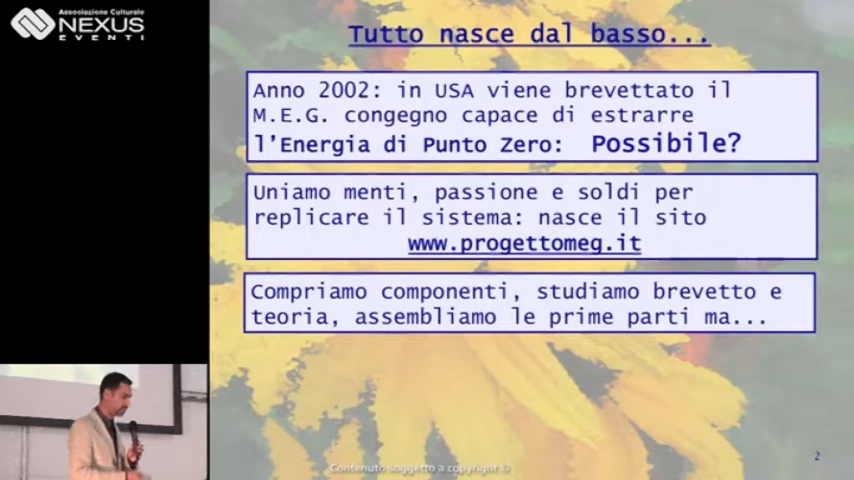 Associazione Culturale
NEXUS
EVENTI
Tutto nasce dal basso...
Anno 2002: in USA viene brevettato il
M.E.G. congegno capace di estrarre
l'Energia di Punto Zero: Possibile?
Uniamo menti, passione e soldi per
replicare il sistema: nasce il sito
www.progettomeg.it
Compriamo componenti, studiamo brevetto e
teoria, assembliamo le prime parti ma...
Contenuto soggetto a copyright ©
2